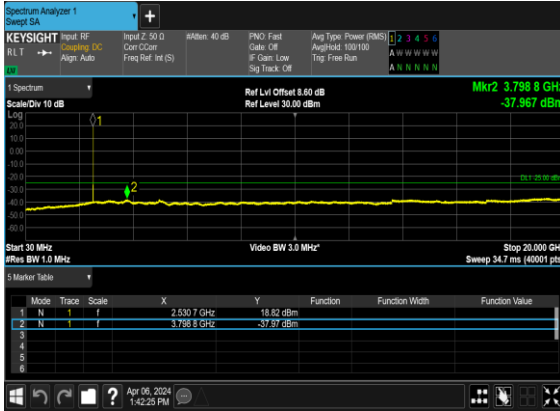 Spectrum Analyzer 1
Swept SA
+
KEYSIGHT Input: RF Input Z: 50 Ω #Atten: 40 dB PNO: Fast Avg Type: Power (RMS) 1 2 3 4 5 6
RLT Coupling: DC Corr CCorr Gate: Off Avg|Hold: 100/100 A W W W W W
Align: Auto Freq Ref: Int (S) IF Gain: Low Trig: Free Run
Sig Track: Off A N N N N N
1 Spectrum
Ref Lvl Offset 8.60 dB Mkr2 3.798 8 GHz
Scale/Div 10 dB Ref Level 30.00 dBm -37.967 dBm
Log
20.0
10.0
0.00
-10.0
-20.0
-30.0
-40.0
-50.0
-60.0
1
2
DL1 -25.00 dBm
Start 30 MHz Video BW 3.0 MHz* Stop 20.000 GH
#Res BW 1.0 MHz Sweep 34.7 ms (40001 pts
5 Marker Table
Mode Trace Scale X Y Function Function Width Function Value
1 N 1 f 2.530 7 GHz 18.82 dBm
2 N 1 f 3.798 8 GHz -37.97 dBm
3
4
5
6
? Apr 06, 2024
1:42:25 PM